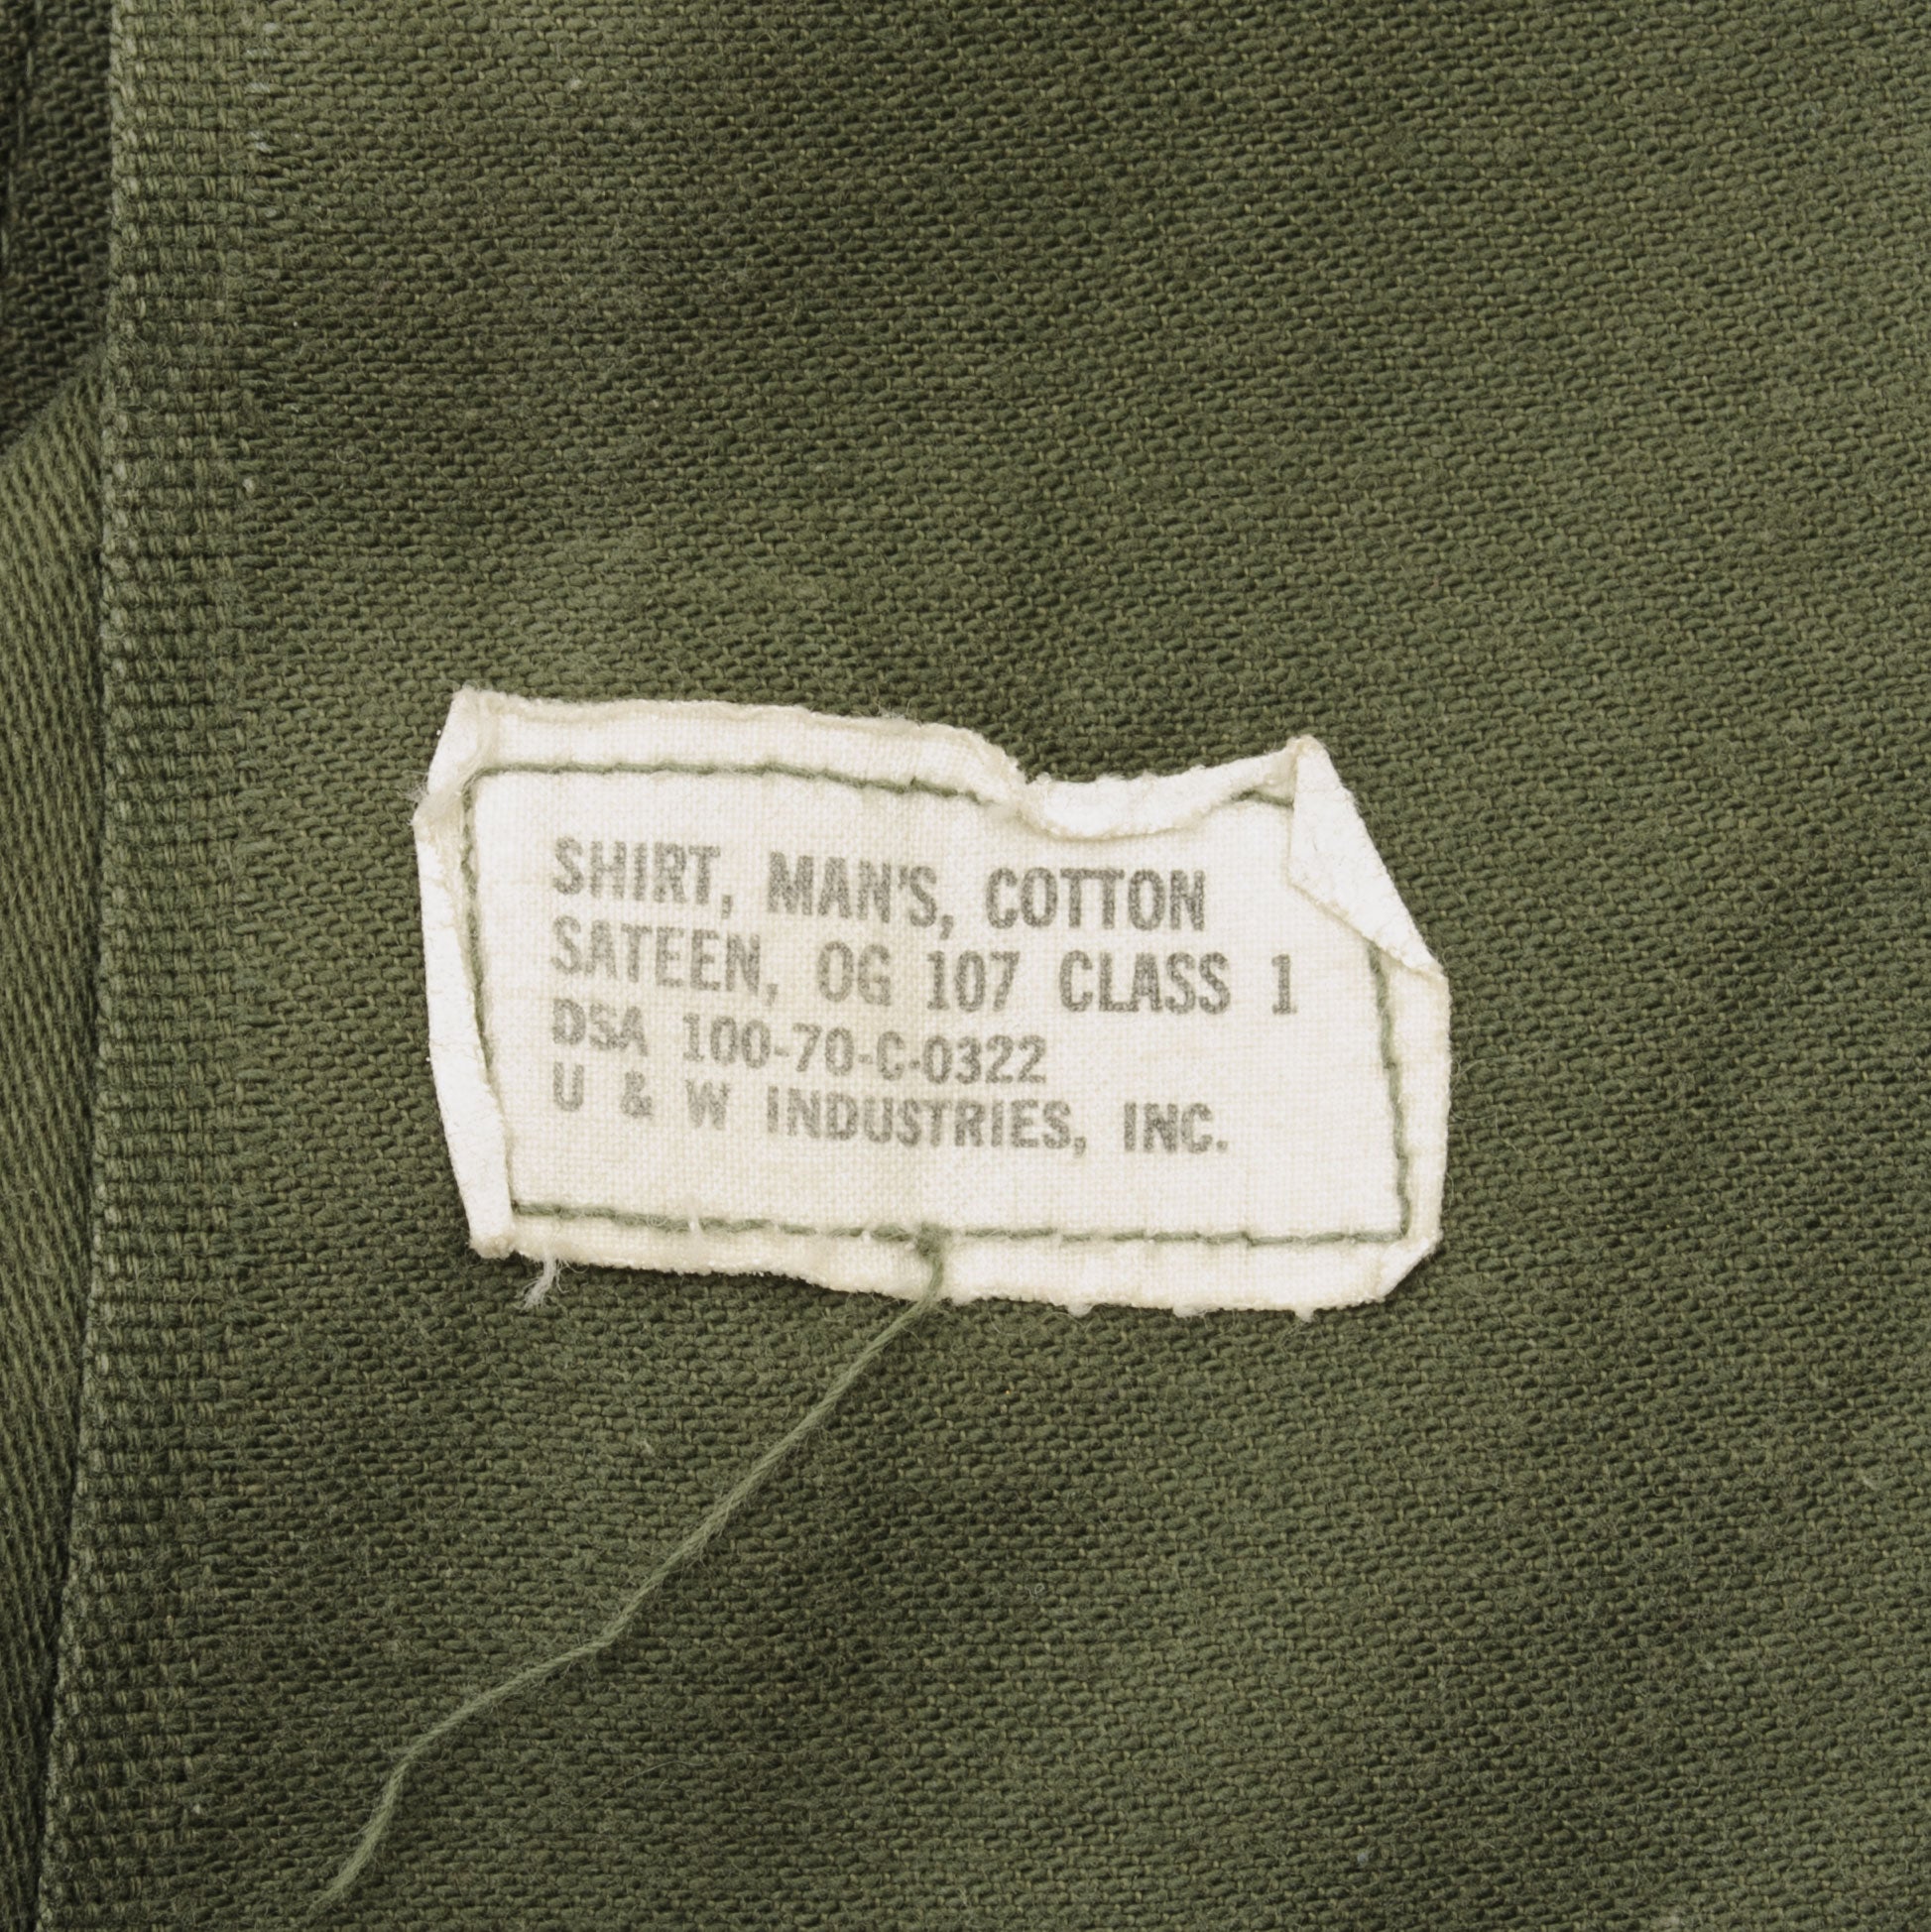 SHIRT, MAN'S, COTTON
SATEEN, OG 107 CLASS 1
DSA 100-70-C-0322
U & W INDUSTRIES, INC.